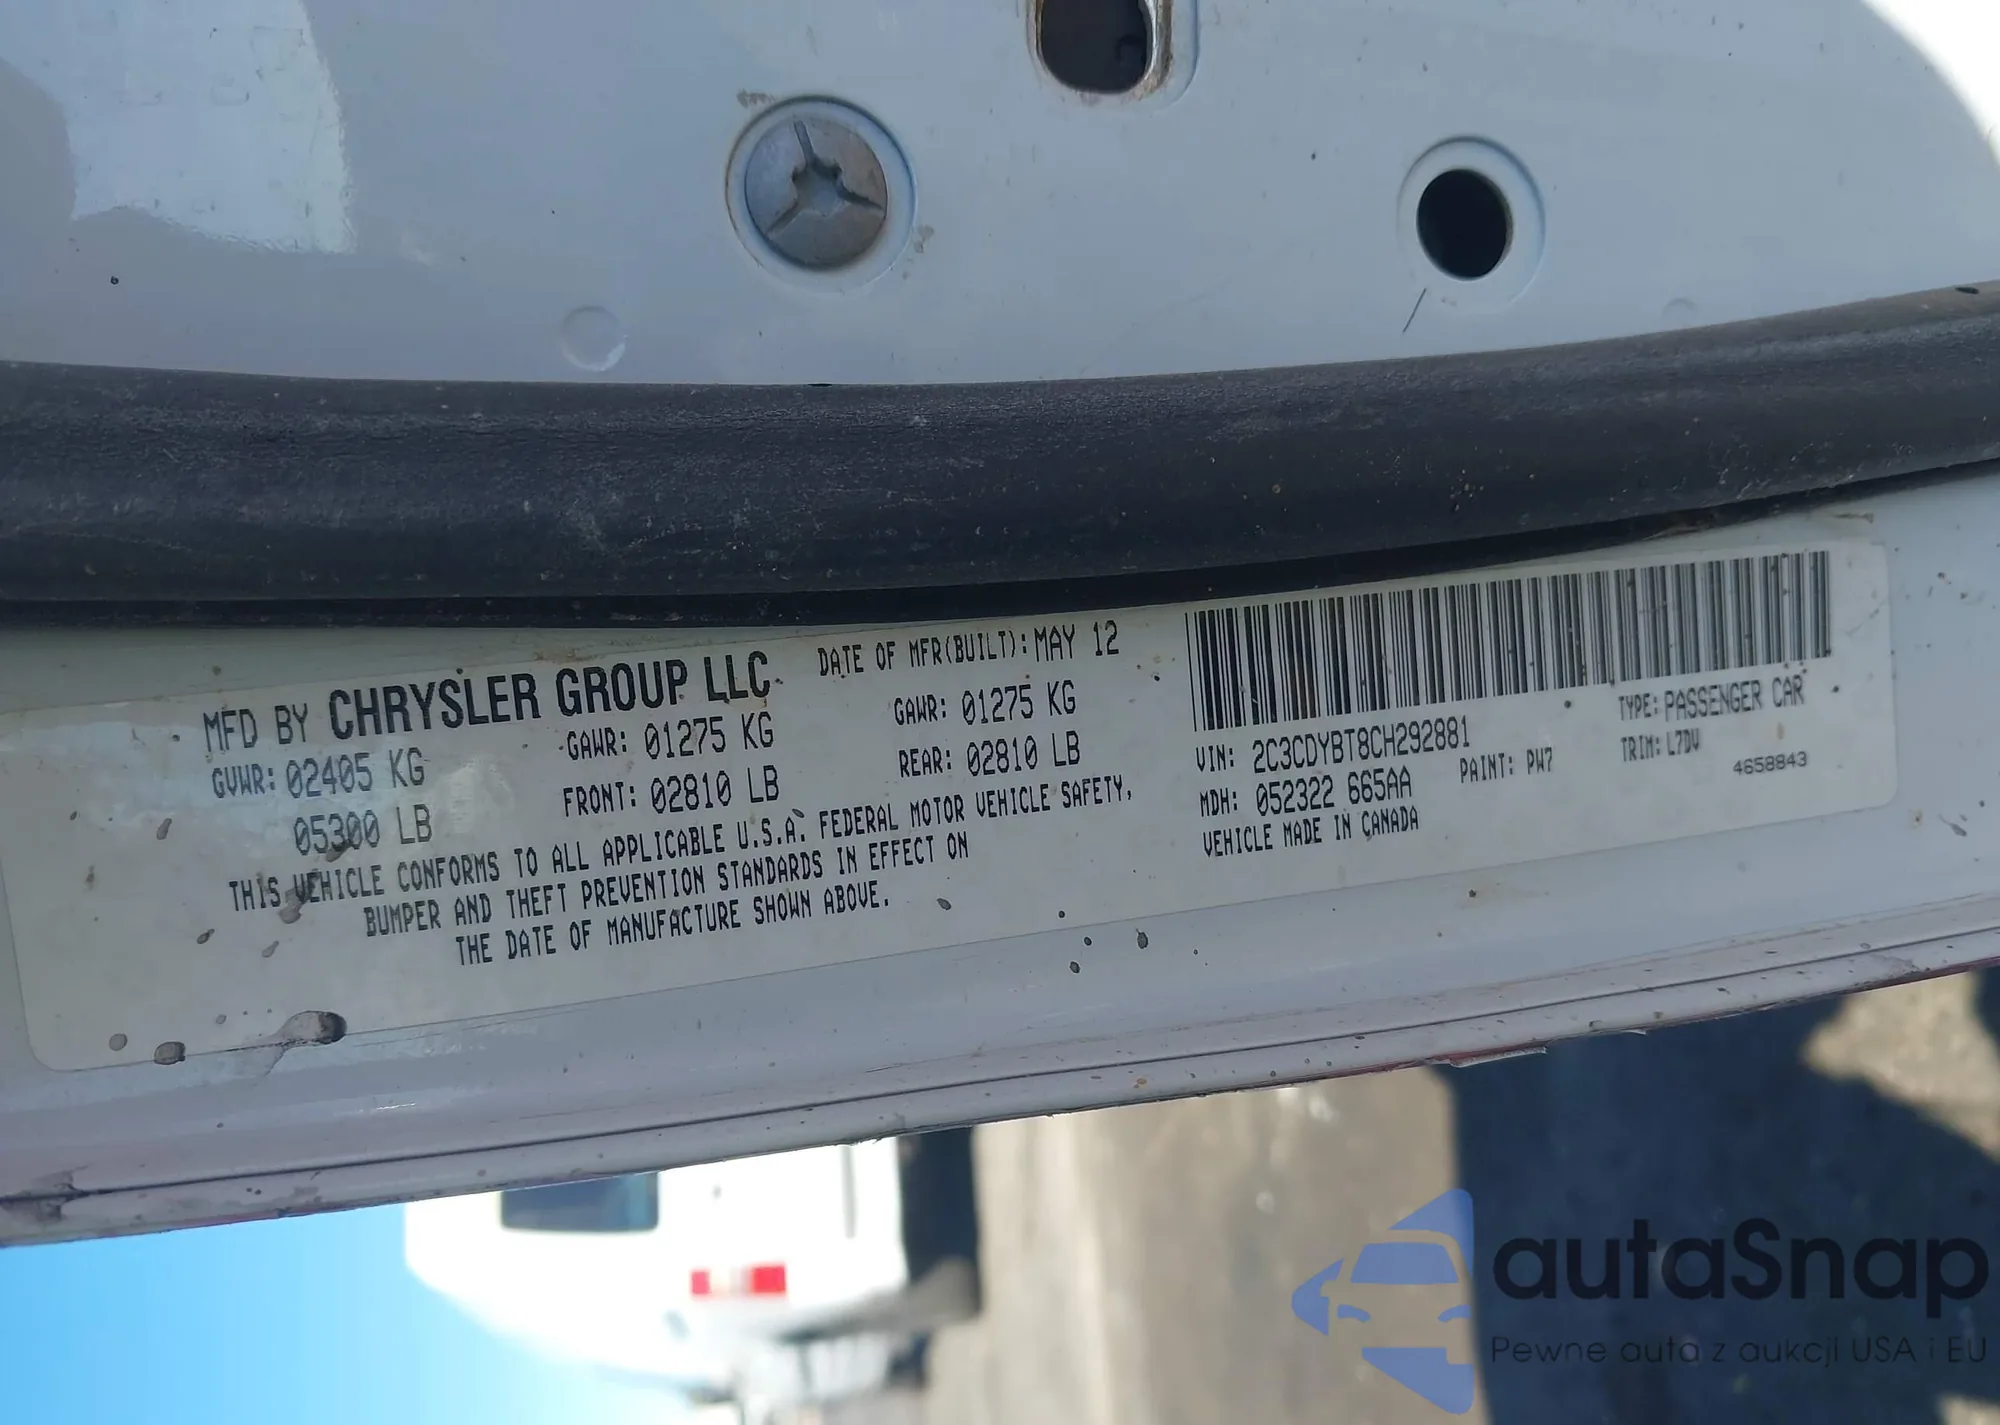 MFD BY CHRYSLER GROUP LLC DATE OF MFR(BUILT): MAY 12
GVWR: 02405 KG GAWR: 01275 KG GAWR: 01275 KG
05300 LB FRONT: 02810 LB REAR: 02810 LB
THIS VEHICLE CONFORMS TO ALL APPLICABLE U.S.A. FEDERAL MOTOR VEHICLE SAFETY,
BUMPER AND THEFT PREVENTION STANDARDS IN EFFECT ON
THE DATE OF MANUFACTURE SHOWN ABOVE.
VIN: 2C3CDYBT8CH292881 TYPE: PASSENGER CAR
MDH: 052322 665AA PAINT: PW7 TRIM: L7DV
VEHICLE MADE IN CANADA 4658843
autaSnap
Pewne auta z aukcji USA i EU